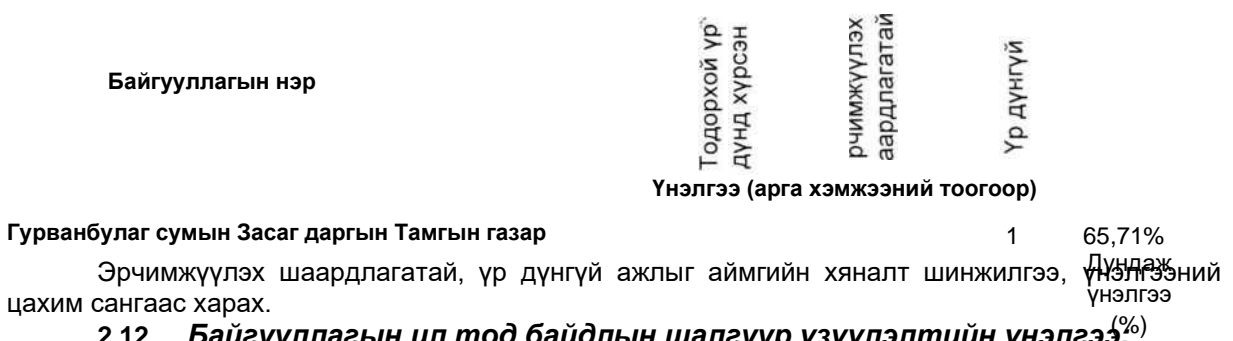 Байгууллагын нэр
Тодорхой үр
дүнд хүрсэн
рчимжүүлэх
аардлагатай
Үр дүнгүй
Үнэлгээ (арга хэмжээний тоогоор)
Гурванбулаг сумын Засаг даргын Тамгын газар 1 65,71%
Дундаж
үнэлгээ
(%)
Эрчимжүүлэх шаардлагатай, үр дүнгүй ажлыг аймгийн хяналт шинжилгээ, үнэлгээний
цахим сангаас харах.
2.12 Байгууллагын ил тод байдлын шалгуур үзүүлэлтийн үнэлгээ: